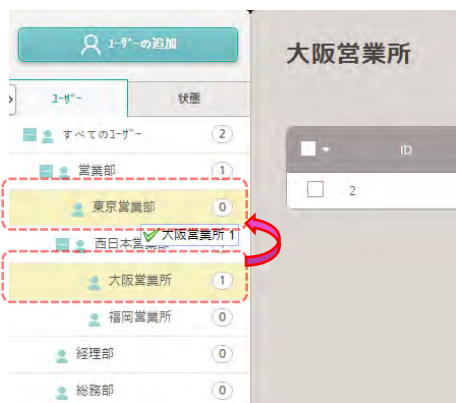 ﾕｰｻﾞｰの追加
大阪営業所
ﾕｰｻﾞｰ 状態
すべてのﾕｰｻﾞｰ 2
営業部 1
ID
2
東京営業部 0
大阪営業所 1
西日本営業部
大阪営業所 1
福岡営業所 0
経理部 0
総務部 0